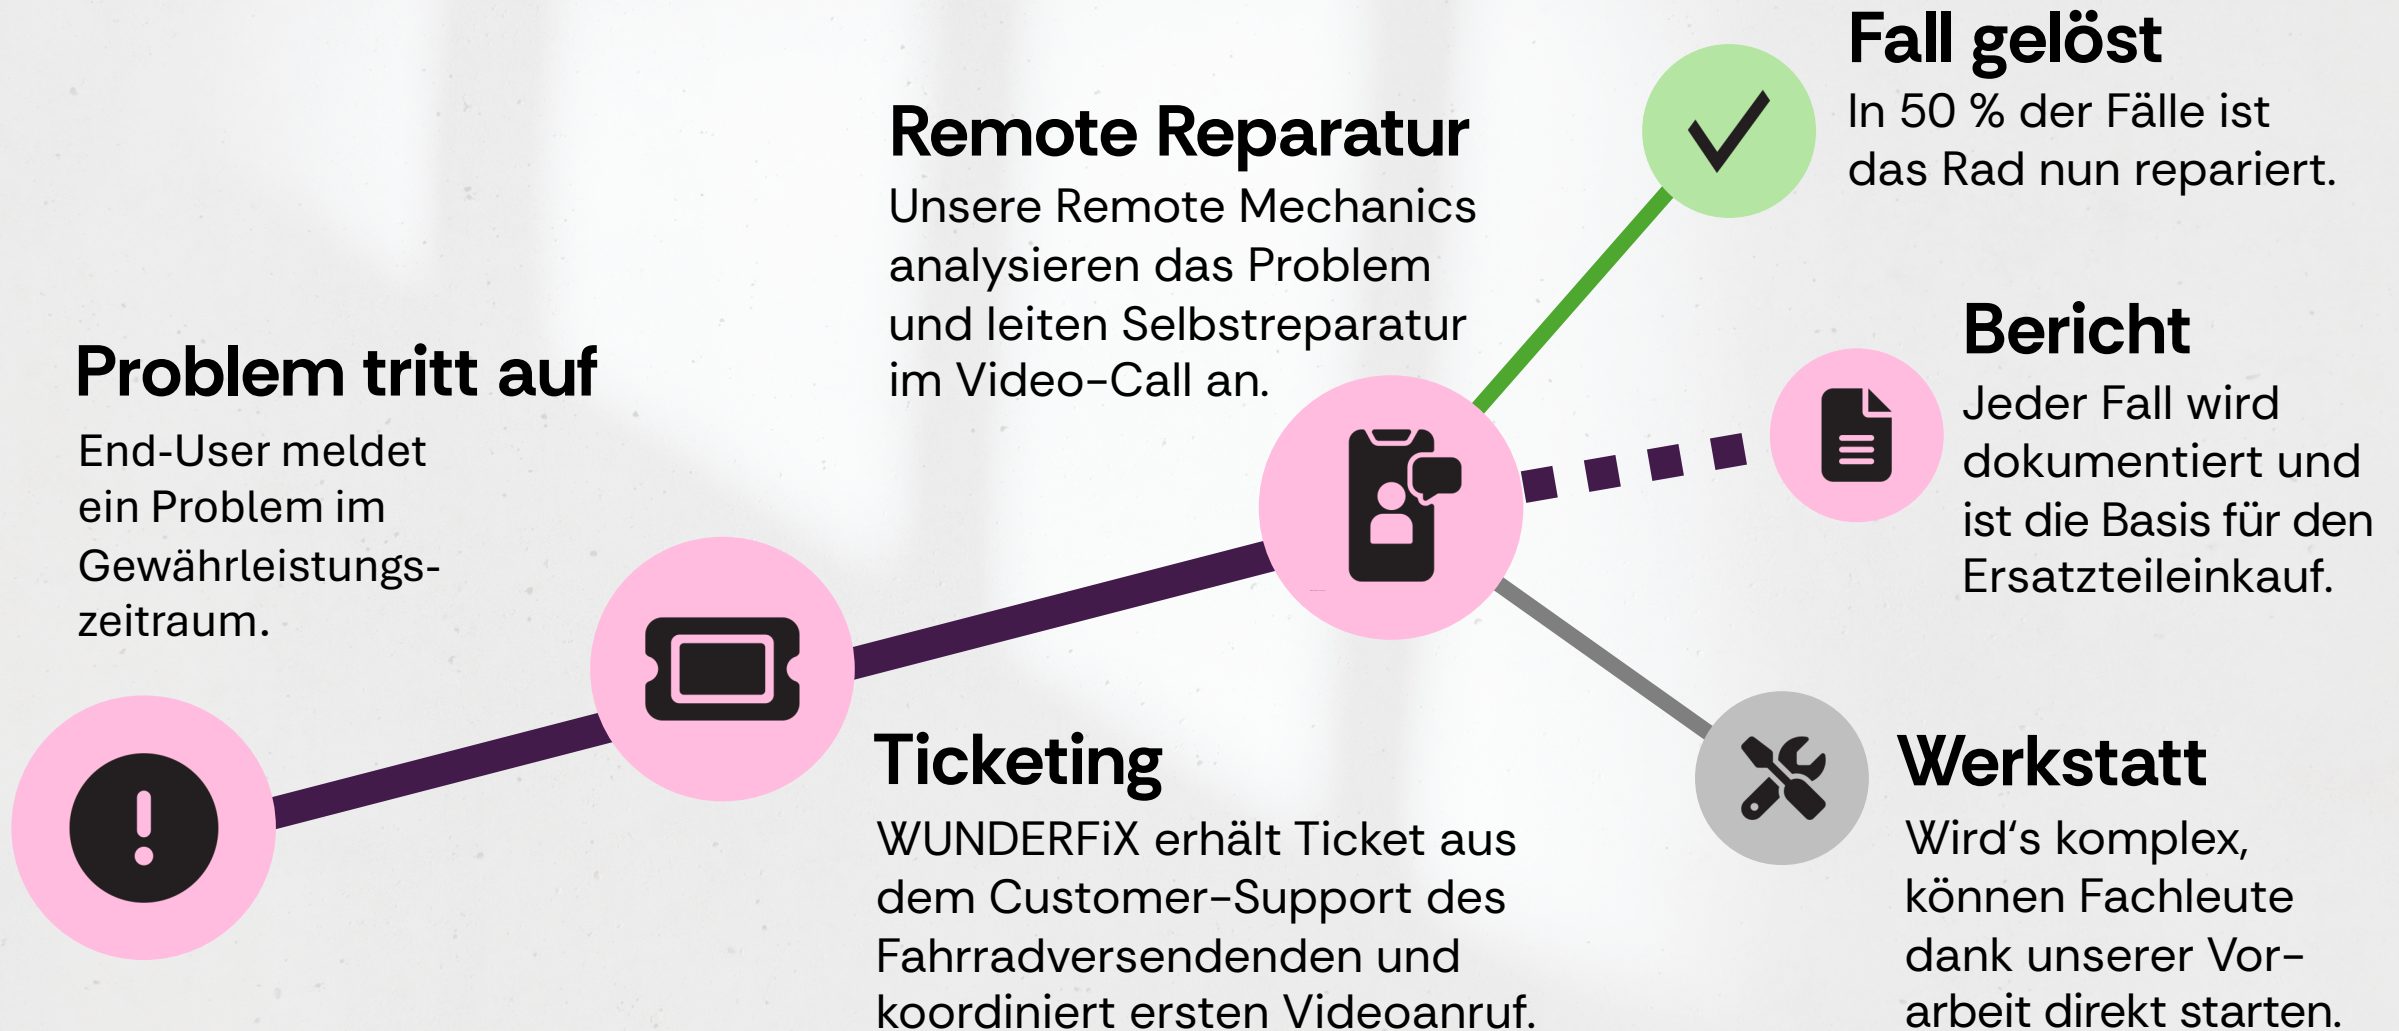 Problem tritt auf
End-User meldet
ein Problem im
Gewährleistungs-
zeitraum.
Ticketing
WUNDERFiX erhält Ticket aus
dem Customer-Support des
Fahrradversendenden und
koordiniert ersten Videoanruf.
Remote Reparatur
Unsere Remote Mechanics
analysieren das Problem
und leiten Selbstreparatur
im Video-Call an.
Fall gelöst
In 50 % der Fälle ist
das Rad nun repariert.
Bericht
Jeder Fall wird
dokumentiert und
ist die Basis für den
Ersatzteileinkauf.
Werkstatt
Wird‘s komplex,
können Fachleute
dank unserer Vor-
arbeit direkt starten.